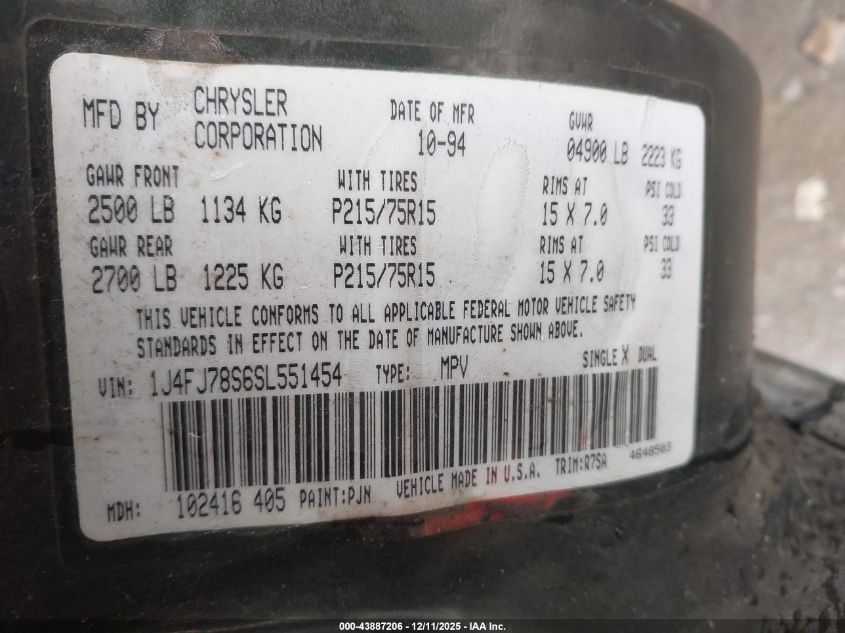 MFD BY CHRYSLER CORPORATION DATE OF MFR 10-94 GVWR 04900 LB 2223 KG
GAWR FRONT WITH TIRES RIMS AT PSI COLD
2500 LB 1134 KG P215/75R15 15 X 7.0 33
GAWR REAR WITH TIRES RIMS AT PSI COLD
2700 LB 1225 KG P215/75R15 15 X 7.0 33
THIS VEHICLE CONFORMS TO ALL APPLICABLE FEDERAL MOTOR VEHICLE SAFETY
STANDARDS IN EFFECT ON THE DATE OF MANUFACTURE SHOWN ABOVE.
VIN: 1J4FJ78S6SL551454 TYPE: MPV SINGLE X DUAL
MDH: 102416 405 PAINT:PJN VEHICLE MADE IN U.S.A. TRIM:R7SA 4648503
000-43887206 - 12/11/2025 - IAA Inc.